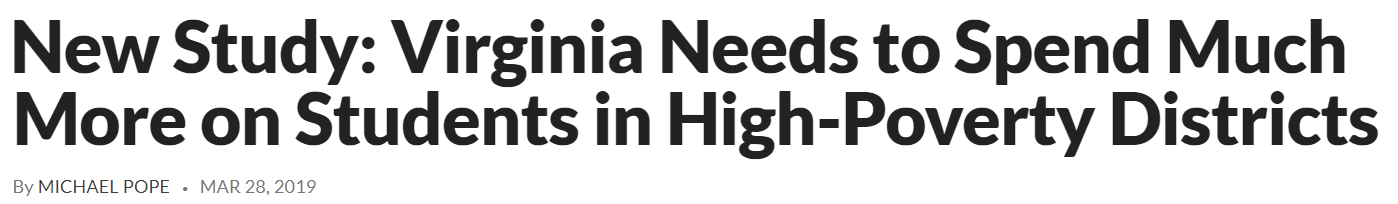 New Study: Virginia Needs to Spend Much
More on Students in High-Poverty Districts
By MICHAEL POPE • MAR 28, 2019